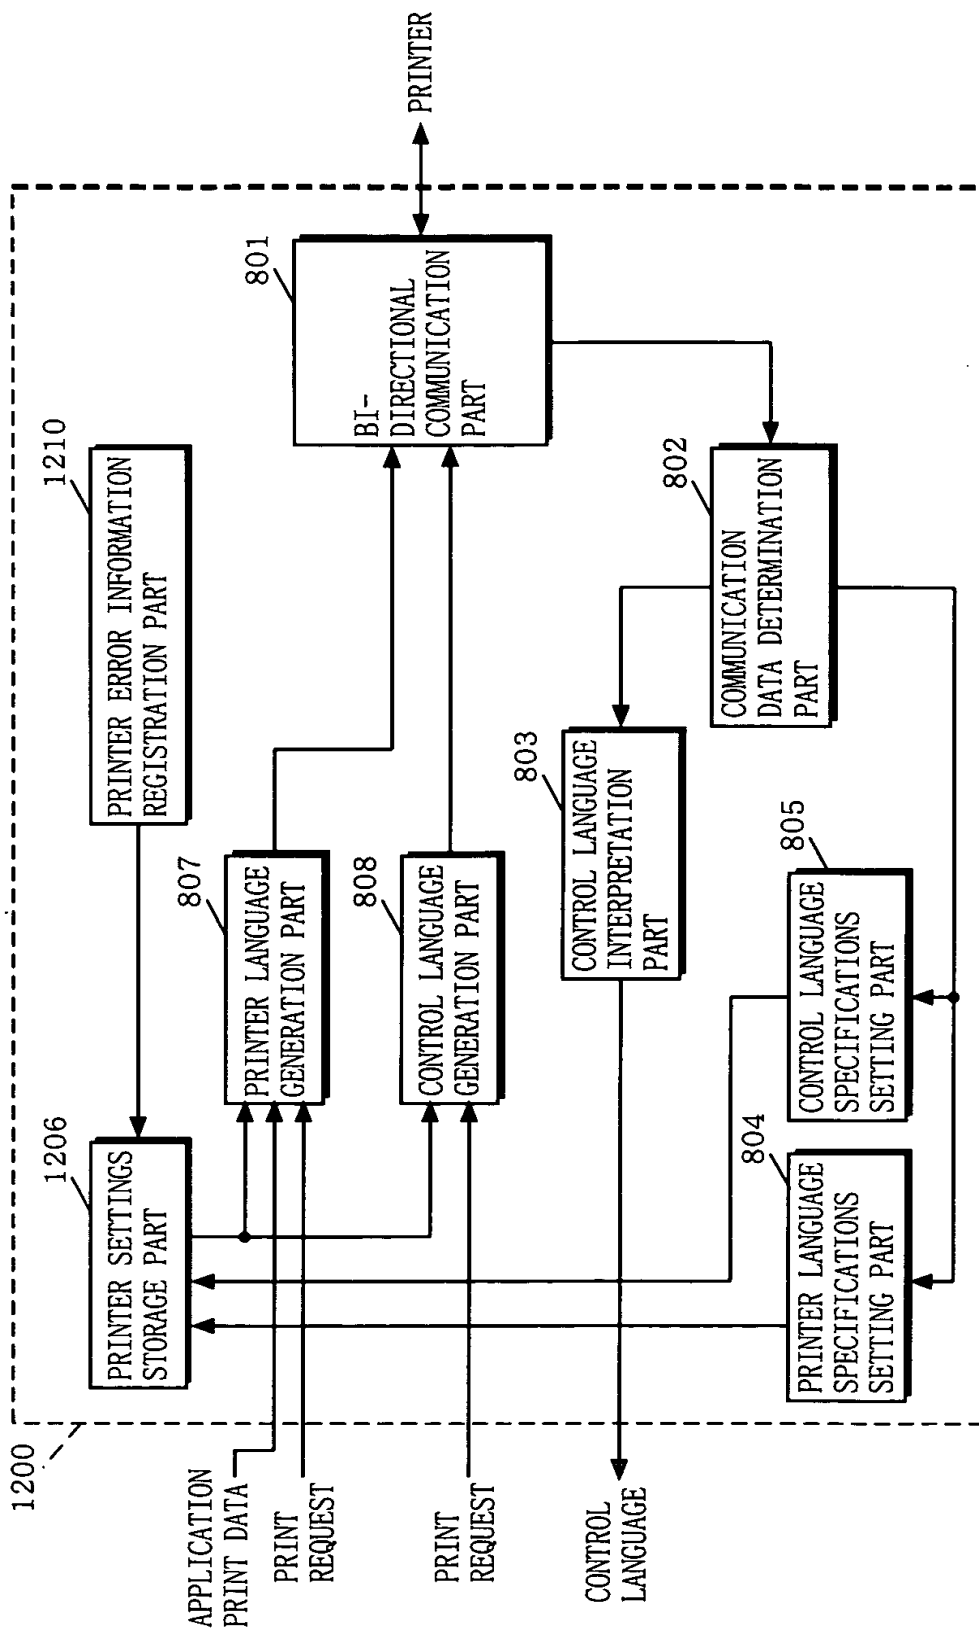 1200
1206
PRINTER SETTINGS
STORAGE PART
1210
PRINTER ERROR INFORMATION
REGISTRATION PART
APPLICATION
PRINT DATA
PRINT
REQUEST
807
PRINTER LANGUAGE
GENERATION PART
801
BI-
DIRECTIONAL
COMMUNICATION
PART
PRINTER
PRINT
REQUEST
808
CONTROL LANGUAGE
GENERATION PART
CONTROL
LANGUAGE
803
CONTROL LANGUAGE
INTERPRETATION
PART
802
COMMUNICATION
DATA DETERMINATION
PART
804
PRINTER LANGUAGE
SPECIFICATIONS
SETTING PART
805
CONTROL LANGUAGE
SPECIFICATIONS
SETTING PART